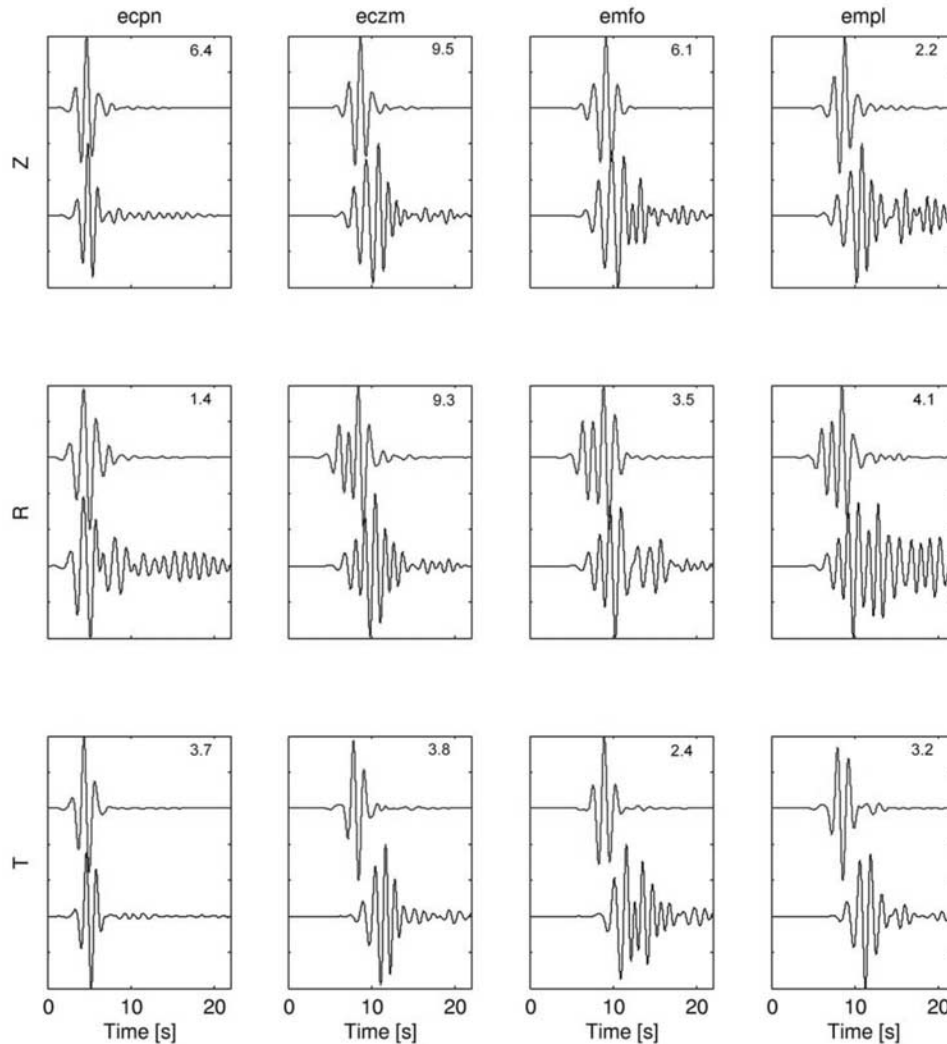 ecpn eczm emfo empl
6.4 9.5 6.1 2.2
Z
1.4 9.3 3.5 4.1
R
3.7 3.8 2.4 3.2
T
0 10 20 0 10 20 0 10 20 0 10 20
Time [s] Time [s] Time [s] Time [s]